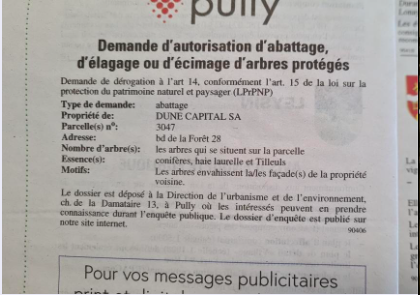 pully
Demande d'autorisation d'abattage,
d'élagage ou d'écimage d'arbres protégés
Demande de dérogation à l'art 14, conformément l'art. 15 de la loi sur la
protection du patrimoine naturel et paysager (LPrPNP)
Type de demande: abattage
Propriété de: DUNE CAPITAL SA
Parcelle(s) nº: 3047
Adresse: bd de la Forêt 28
Nombre d'arbre(s): les arbres qui se situent sur la parcelle
Essence(s): conifères, haie laurelle et Tilleuls
Motifs: Les arbres envahissent la/les façade(s) de la propriété
voisine.
Le dossier est déposé à la Direction de l'urbanisme et de l'environnement,
ch. de la Damataire 13, à Pully où les intéressés peuvent en prendre
connaissance durant l'enquête publique. Le dossier d'enquête est publié sur
notre site internet.
90406
Pour vos messages publicitaires